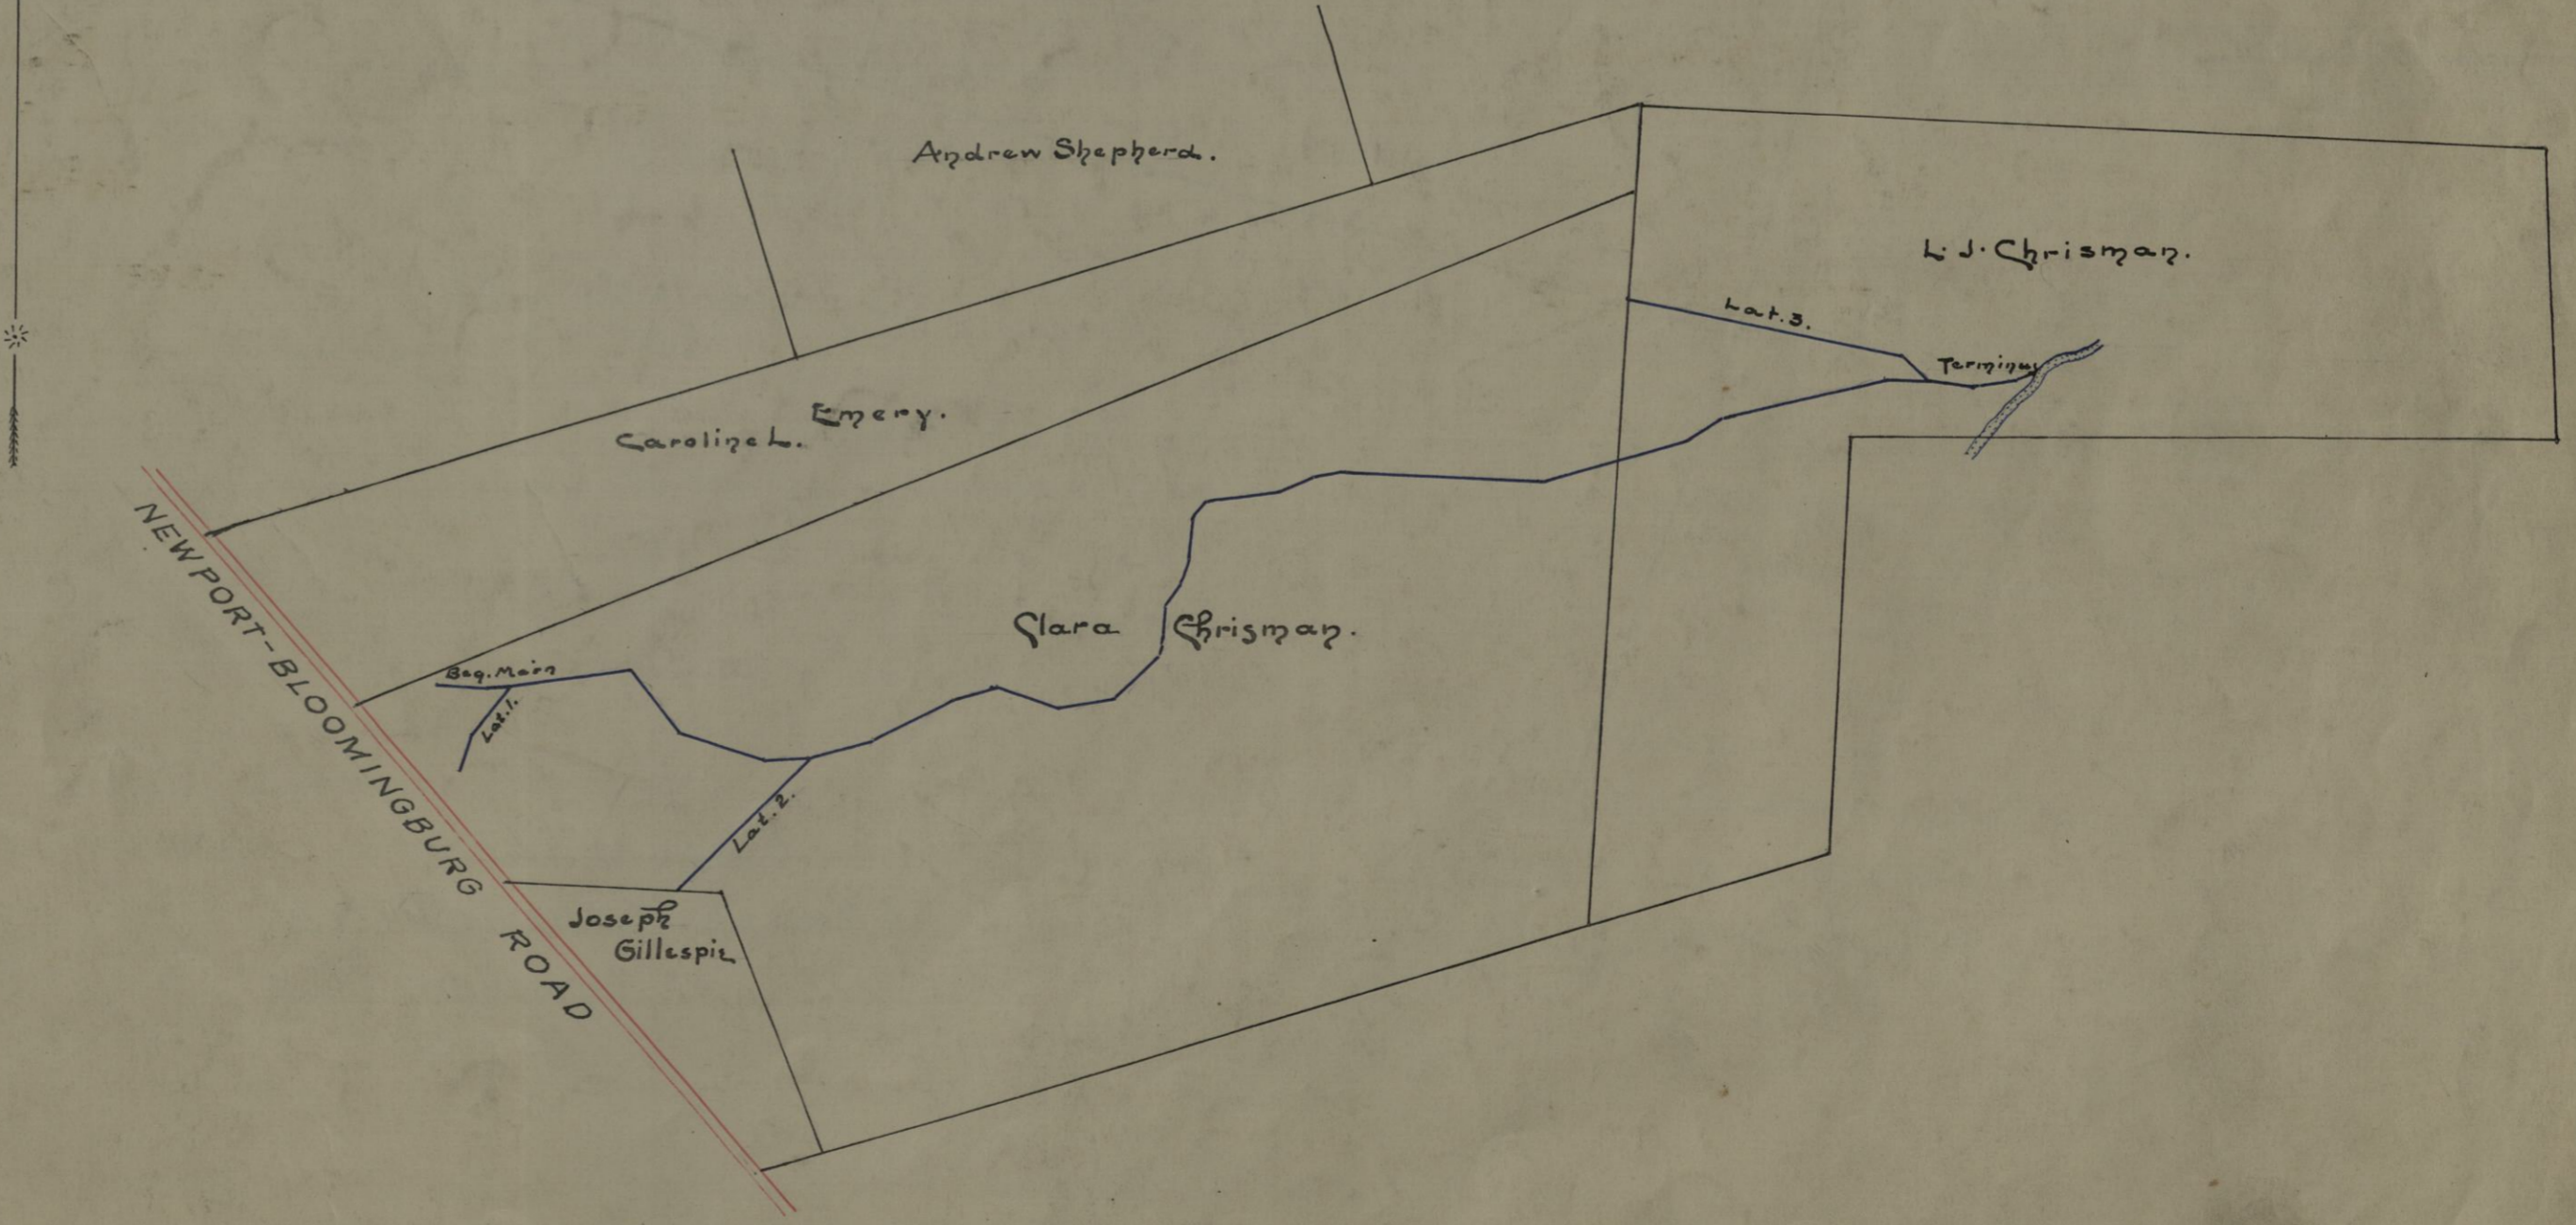 Andrew Shepherd.
L. J. Chrisman.
Lat. 3.
Terminus
Emery.
Caroline L.
NEWPORT-BLOOMINGBURG ROAD
Clara Chrisman.
Beg. Main
Lat. 1.
Lat. 2.
Joseph
Gillespie